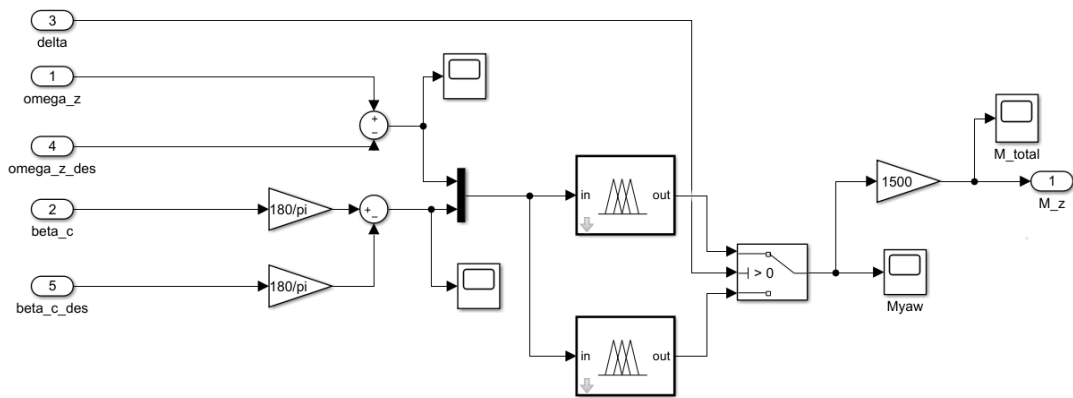 3
delta
1
omega_z
4
omega_z_des
2
beta_c
5
beta_c_des
+
−
180/pi
+−
180/pi
in out
in out
> 0
1500
M_total
1
M_z
Myaw